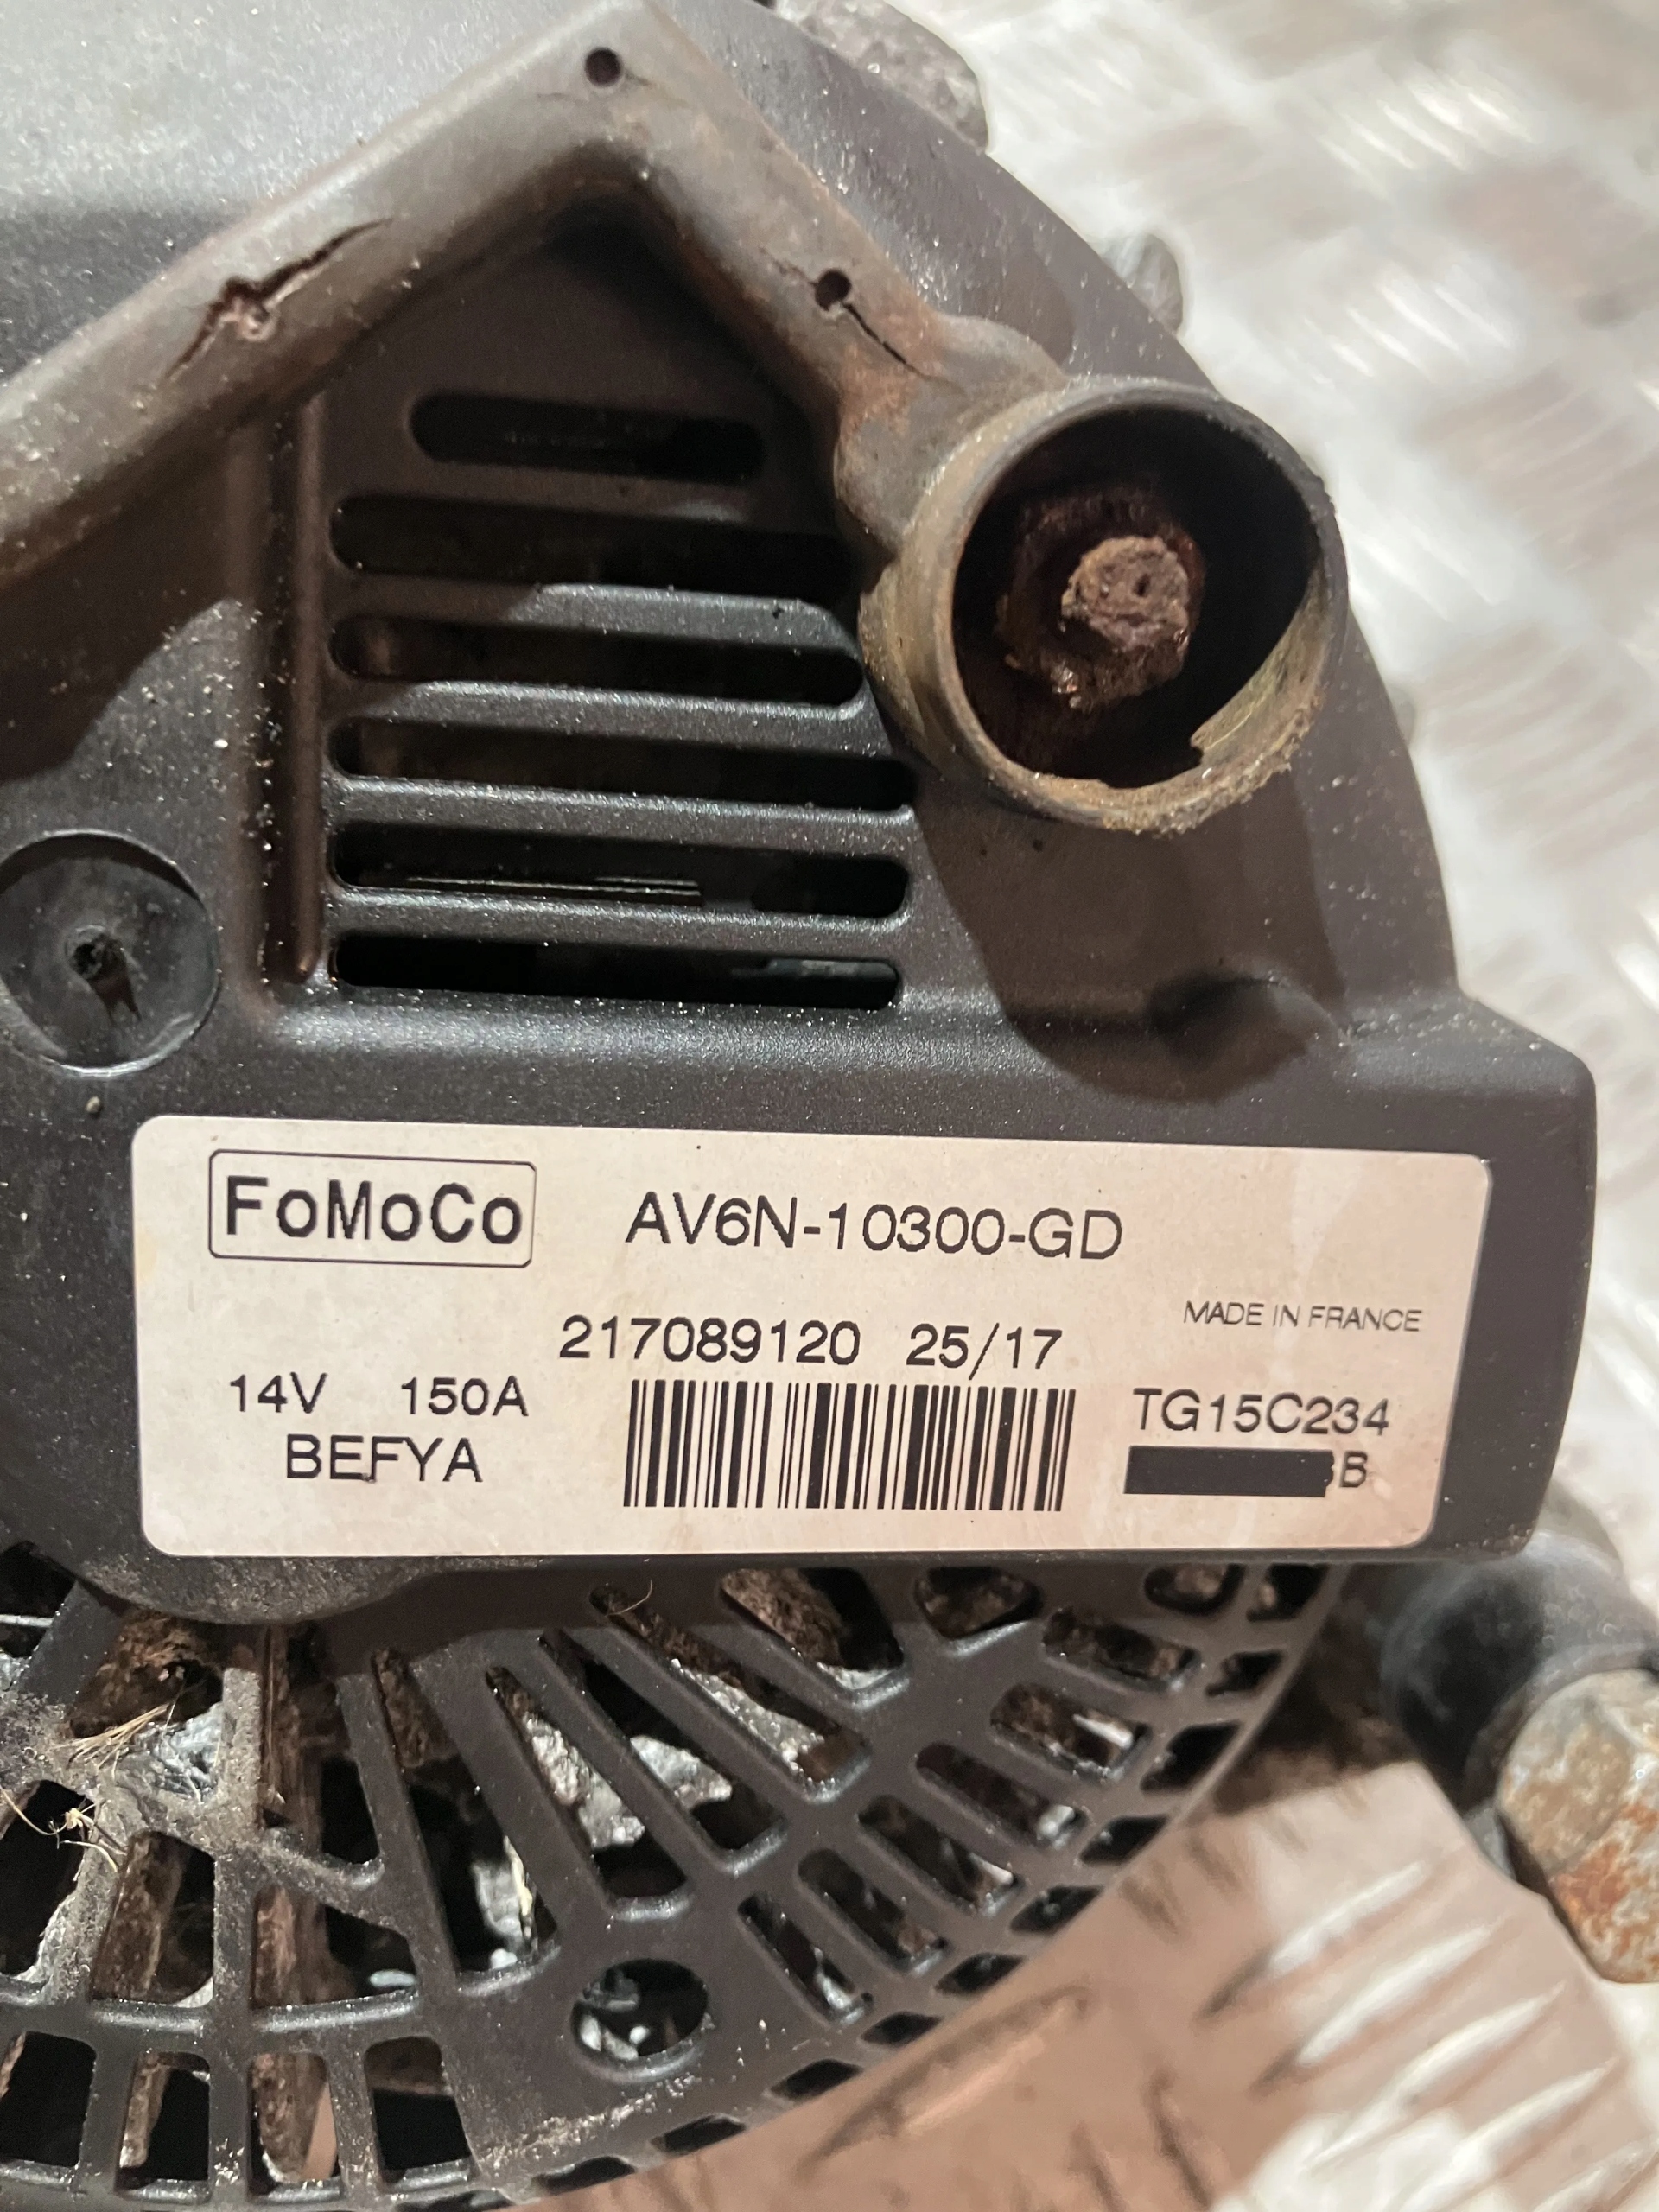 FoMoCo AV6N-10300-GD
MADE IN FRANCE
217089120 25/17
14V 150A
TG15C234
BEFYA
B